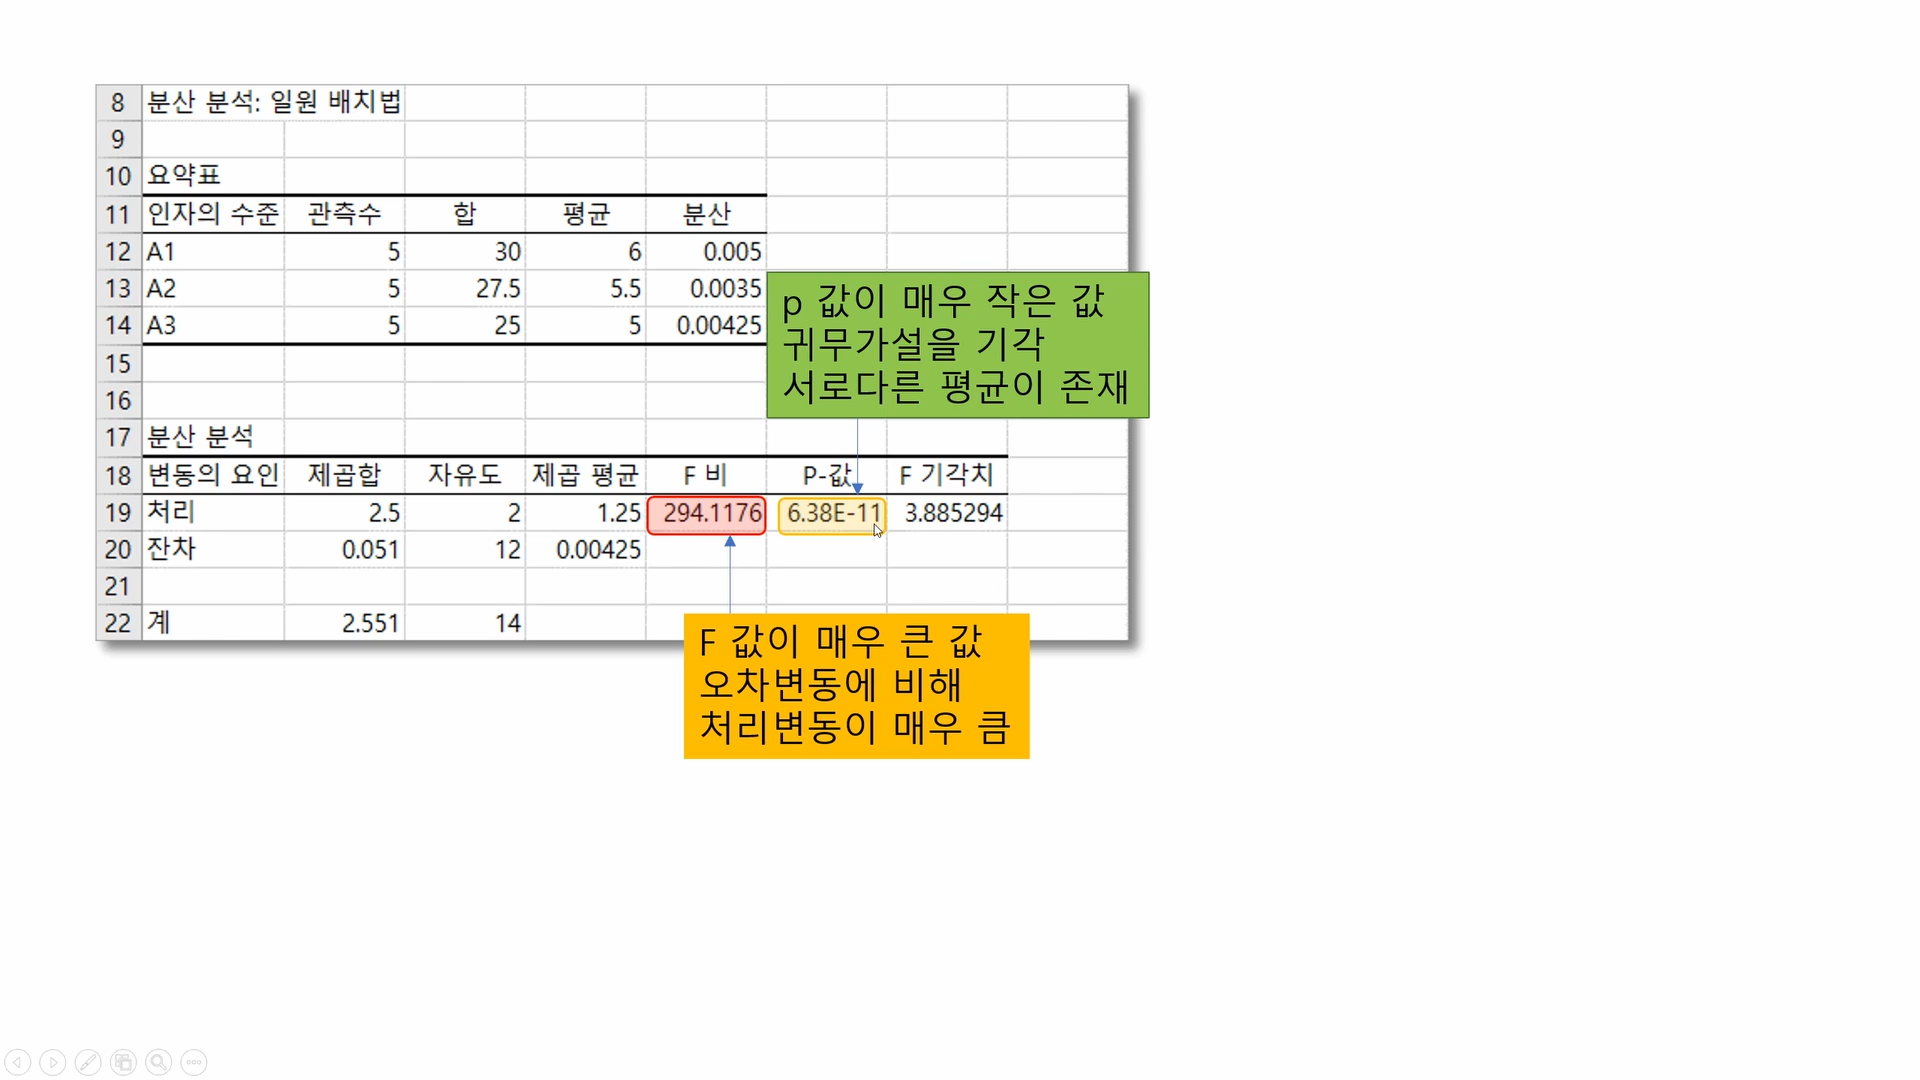 8 분산 분석: 일원 배치법
9
10 요약표
11 인자의 수준 관측수 합 평균 분산
12 A1 5 30 6 0.005
13 A2 5 27.5 5.5 0.0035
14 A3 5 25 5 0.00425
p 값이 매우 작은 값
귀무가설을 기각
서로다른 평균이 존재
15
16
17 분산 분석
18 변동의 요인 제곱합 자유도 제곱 평균 F 비 P-값 F 기각치
19 처리 2.5 2 1.25 294.1176 6.38E-11 3.885294
20 잔차 0.051 12 0.00425
21
22 계 2.551 14
F 값이 매우 큰 값
오차변동에 비해
처리변동이 매우 큼